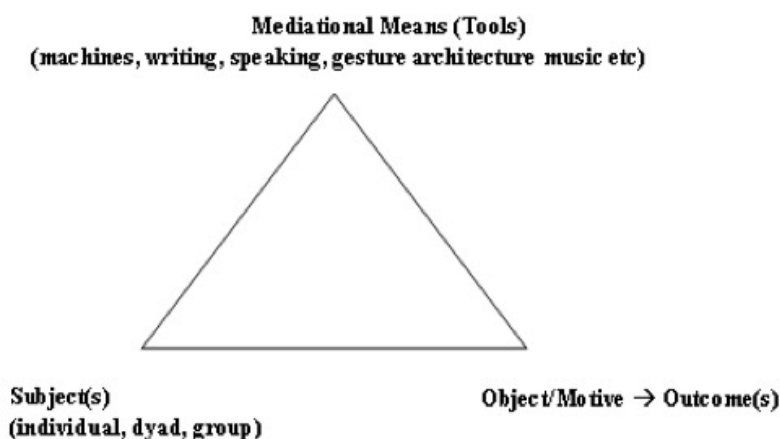 Mediational Means (Tools)
(machines, writing, speaking, gesture architecture music etc)
Subject(s)
(individual, dyad, group)
Object/Motive → Outcome(s)